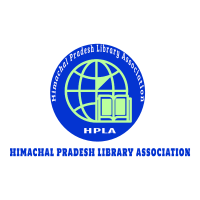 Himachal Pradesh Library Association
HPLA
HIMACHAL PRADESH LIBRARY ASSOCIATION